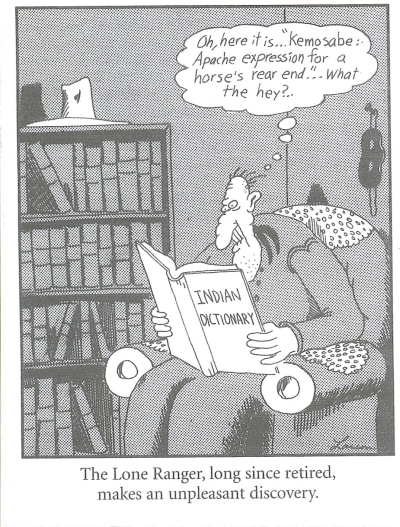 Oh, here it is... "Kemosabe:
Apache expression for a
horse's rear end."... What
the hey?..
INDIAN
DICTIONARY
Larson
The Lone Ranger, long since retired,
makes an unpleasant discovery.